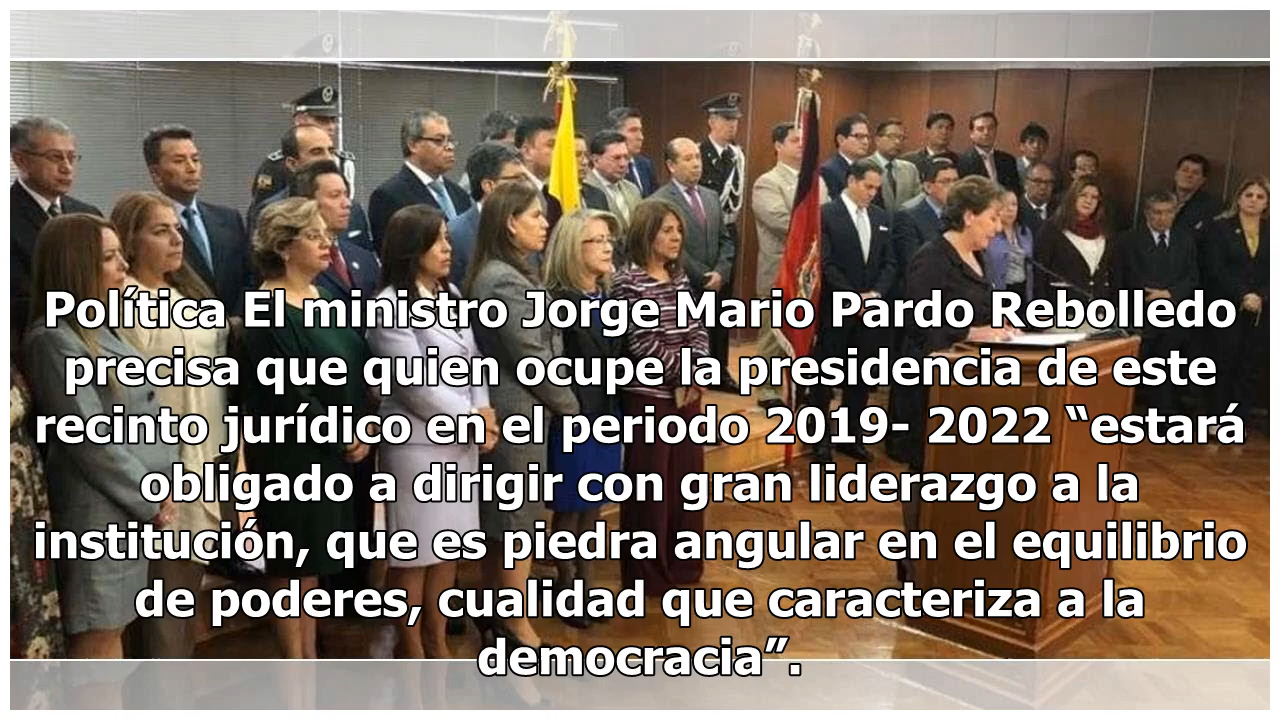 Política El ministro Jorge Mario Pardo Rebolledo
precisa que quien ocupe la presidencia de este
recinto jurídico en el periodo 2019- 2022 “estará
obligado a dirigir con gran liderazgo a la
institución, que es piedra angular en el equilibrio
de poderes, cualidad que caracteriza a la
democracia”.